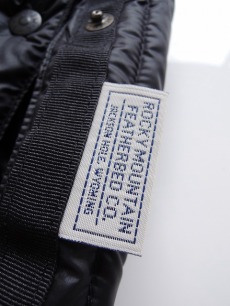 ROCKY MOUNTAIN
FEATHERBED CO.
JACKSON HOLE, WYOMING